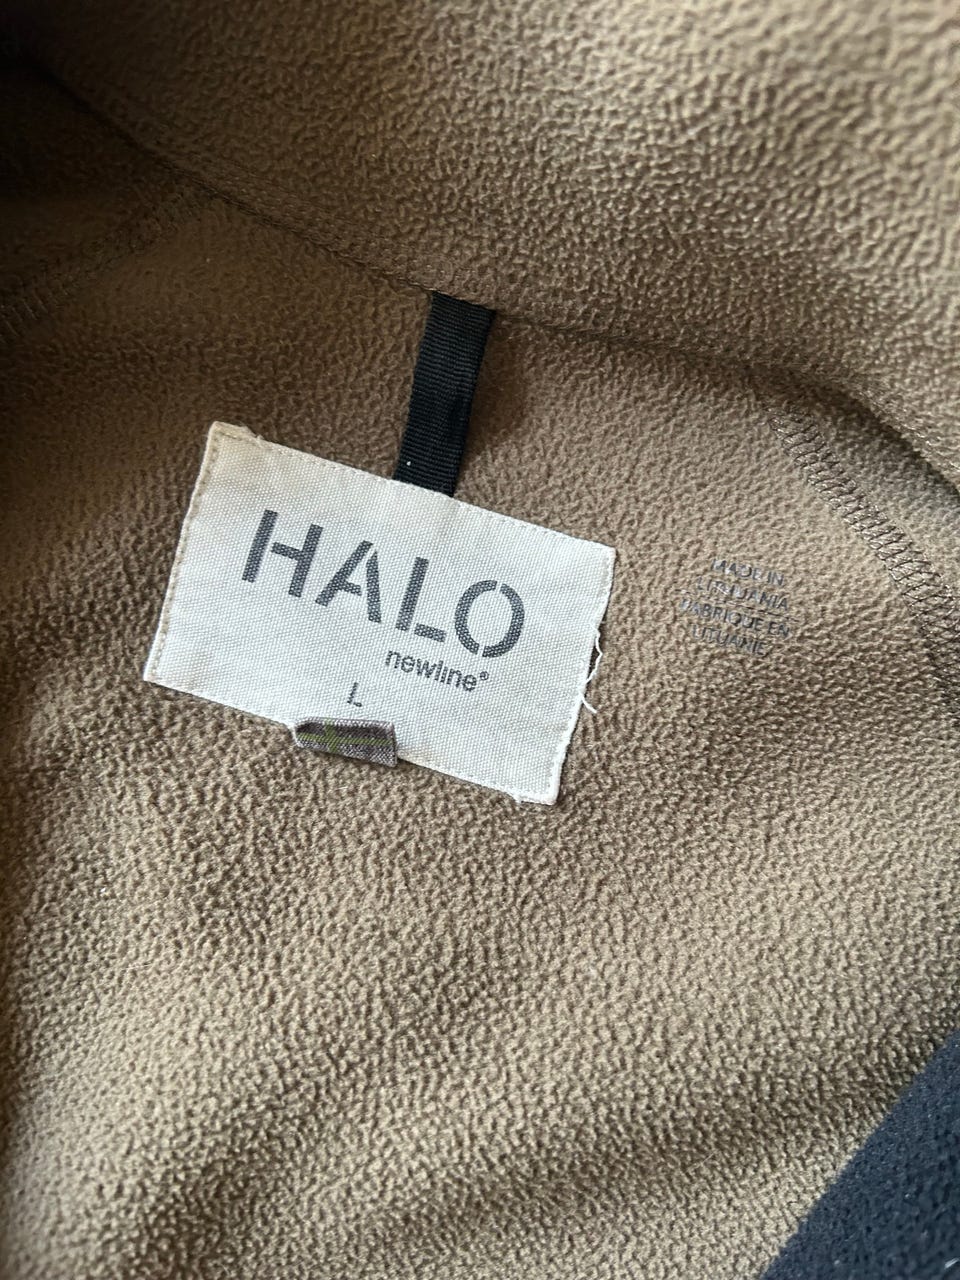 HALO
newline®
L
MADE IN
LITHUANIA
FABRIQUE EN
LITUANIE